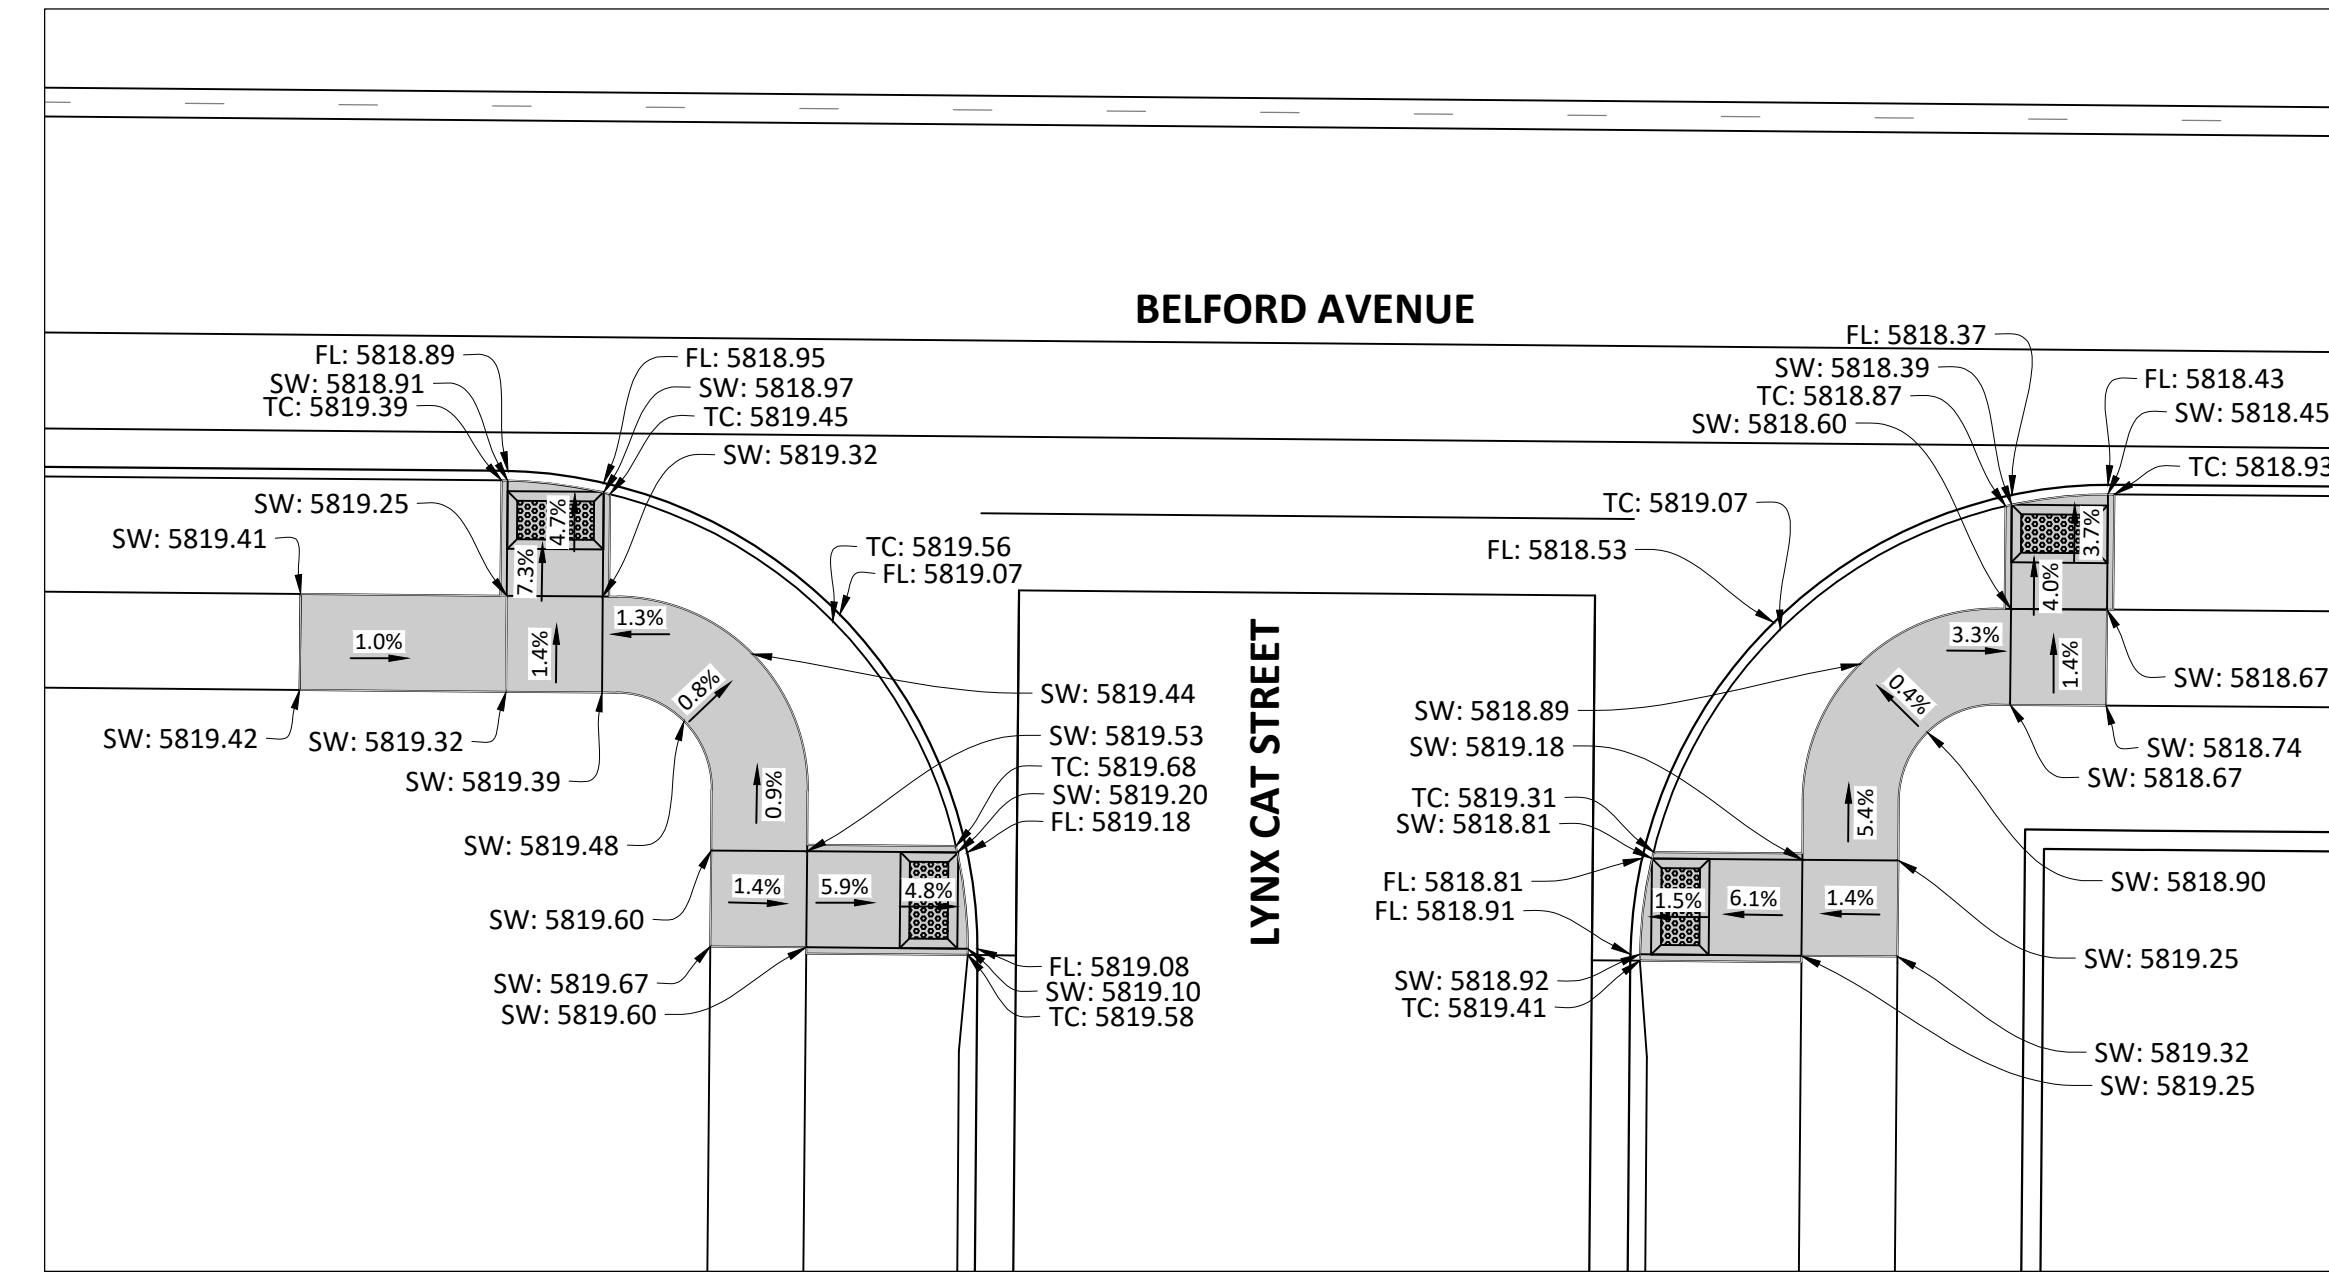 BELFORD AVENUE
LYNX CAT STREET
FL: 5818.89
SW: 5818.91
TC: 5819.39
FL: 5818.95
SW: 5818.97
TC: 5819.45
SW: 5819.32
SW: 5819.25
SW: 5819.41
4.7%
7.3%
1.0%
1.4%
1.3%
0.8%
TC: 5819.56
FL: 5819.07
SW: 5819.42
SW: 5819.32
SW: 5819.39
SW: 5819.48
SW: 5819.44
SW: 5819.53
TC: 5819.68
SW: 5819.20
FL: 5819.18
0.9%
1.4%
5.9%
4.8%
SW: 5819.60
SW: 5819.67
SW: 5819.60
FL: 5819.08
SW: 5819.10
TC: 5819.58
FL: 5818.37
SW: 5818.39
TC: 5818.87
SW: 5818.60
FL: 5818.43
SW: 5818.45
TC: 5818.93
TC: 5819.07
FL: 5818.53
3.7%
4.0%
3.3%
1.4%
0.4%
SW: 5818.67
SW: 5818.89
SW: 5819.18
SW: 5818.74
SW: 5818.67
TC: 5819.31
SW: 5818.81
5.4%
FL: 5818.81
FL: 5818.91
1.5%
6.1%
1.4%
SW: 5818.90
SW: 5819.25
SW: 5818.92
TC: 5819.41
SW: 5819.32
SW: 5819.25